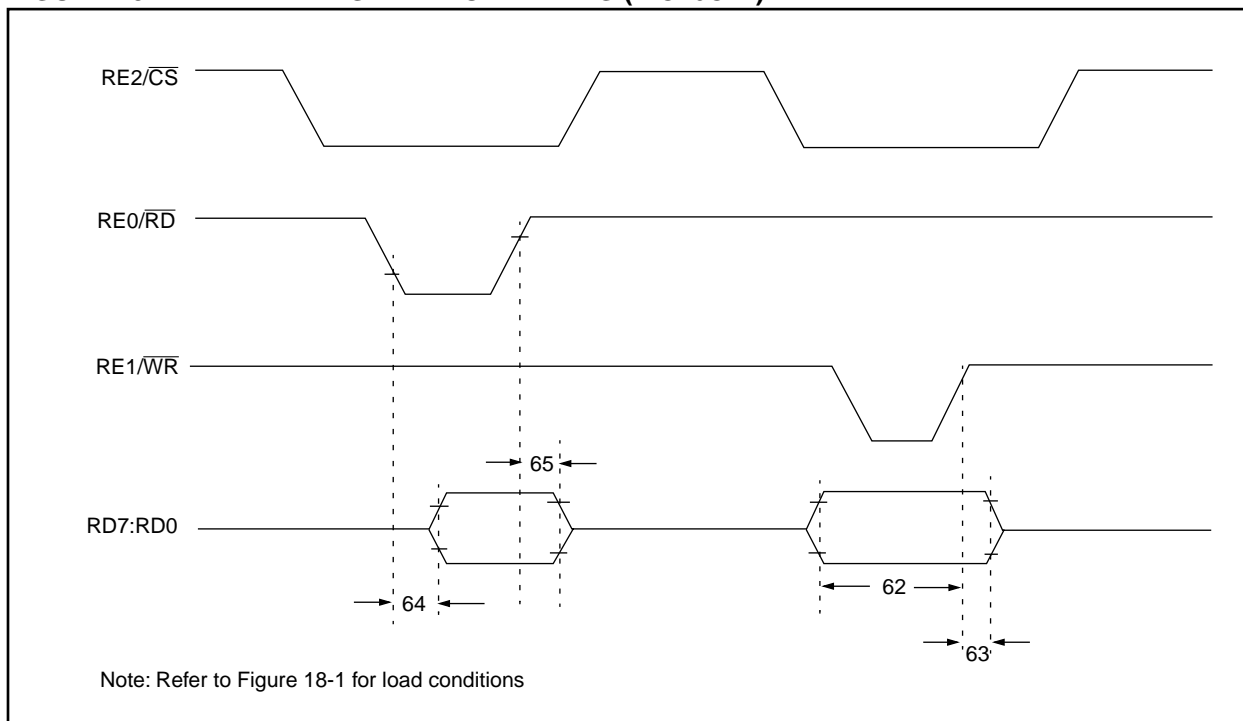 RE2/CS
RE0/RD
RE1/WR
65
RD7:RD0
62
64
63
Note: Refer to Figure 18-1 for load conditions